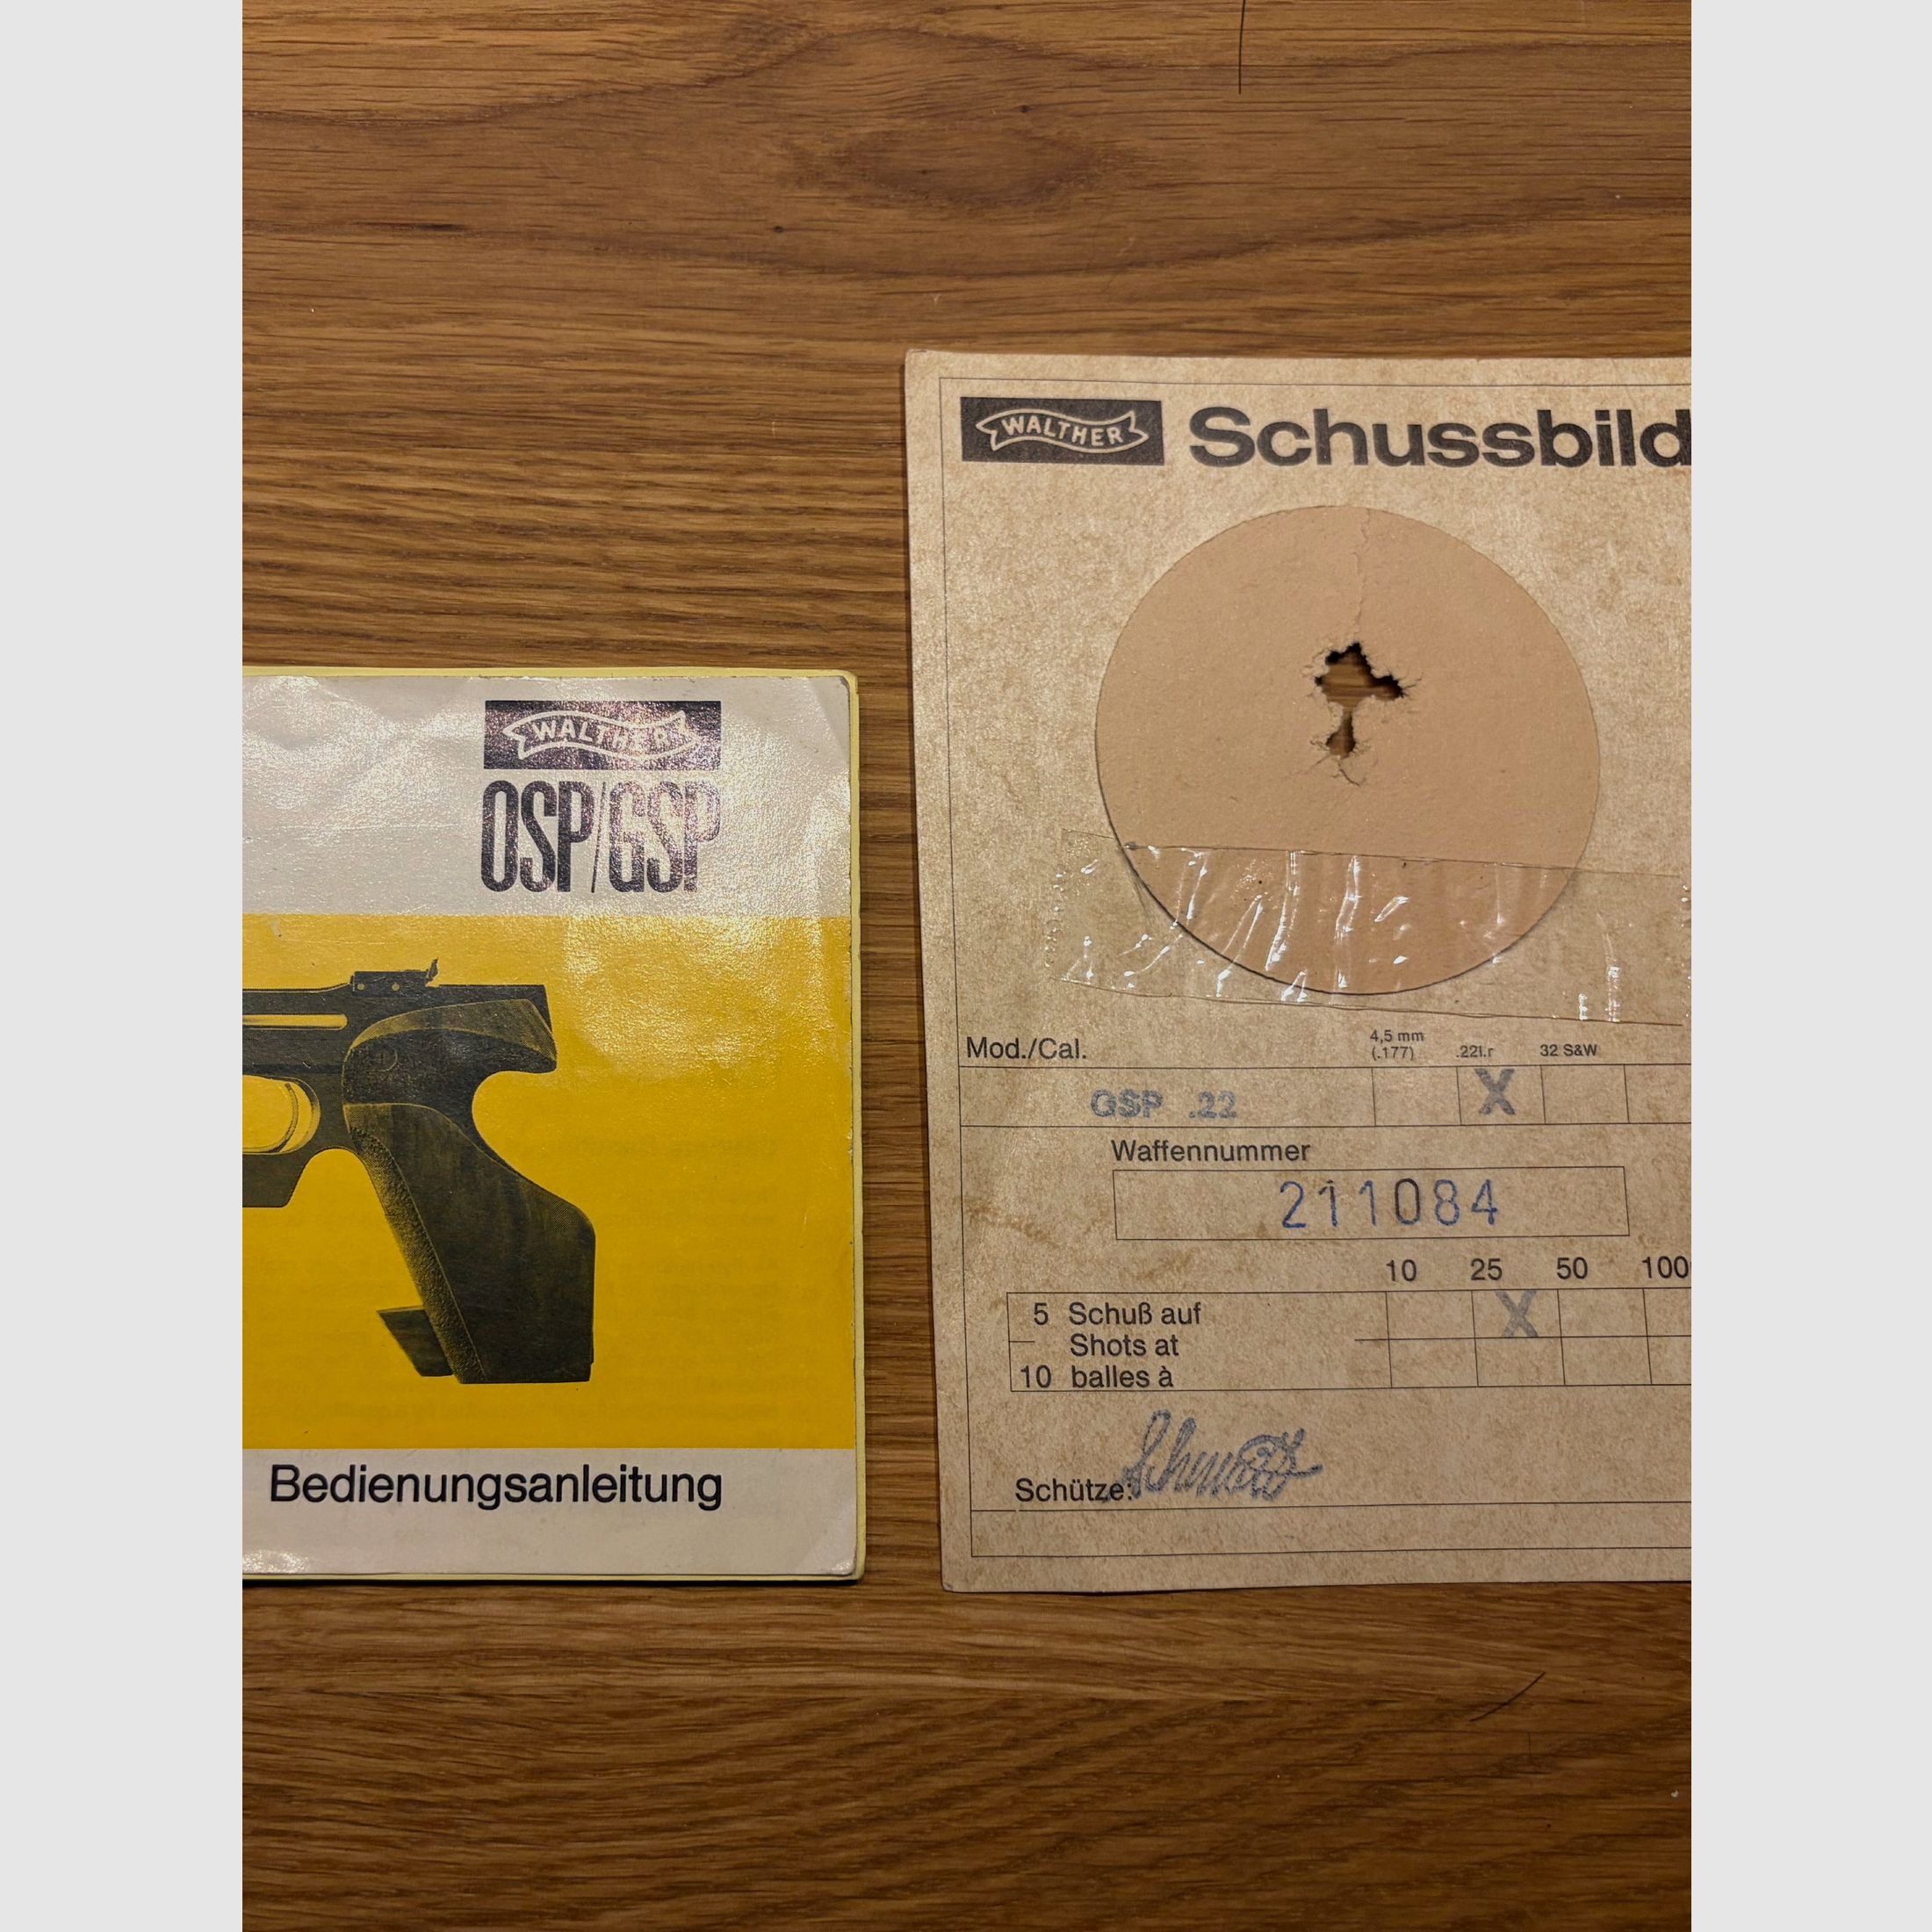 WALTHER
OSP/GSP
Bedienungsanleitung
WALTHER Schussbild
Mod./Cal. 4,5 mm (.177) .22l.r 32 S&W
GSP .22 X
Waffennummer
211084
10 25 50 100
5 Schuß auf X
Shots at
10 balles à
Schütze: